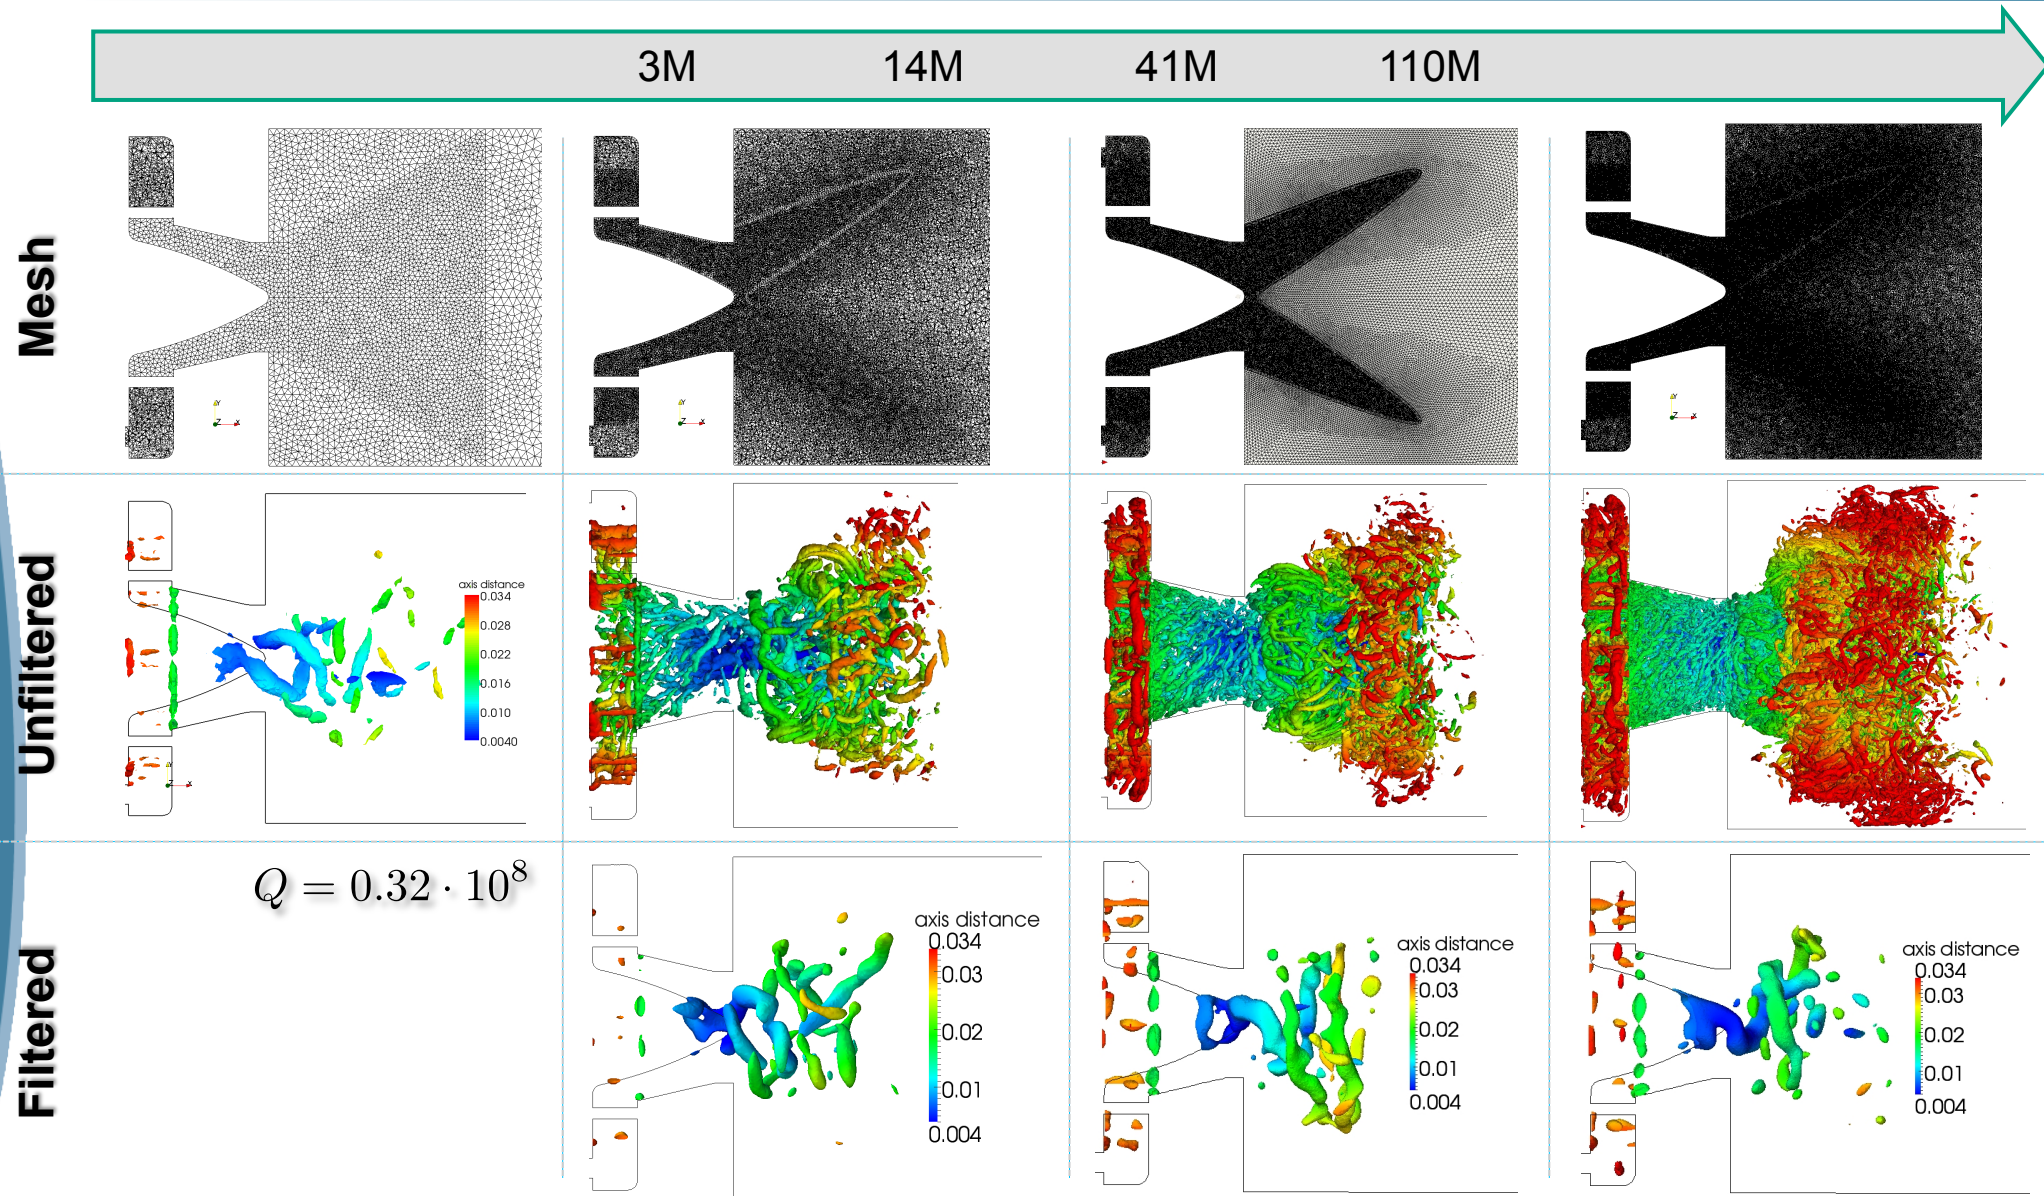 3M 14M 41M 110M
Mesh
Y
Z X
Y
Z X
Y
Z X
Unfiltered
axis distance
0.034
0.028
0.022
0.016
0.010
0.0040
Y
Z X
Filtered
Q = 0.32 · 10⁸
axis distance
0.034
0.03
0.02
0.01
0.004
axis distance
0.034
0.03
0.02
0.01
0.004
axis distance
0.034
0.03
0.02
0.01
0.004